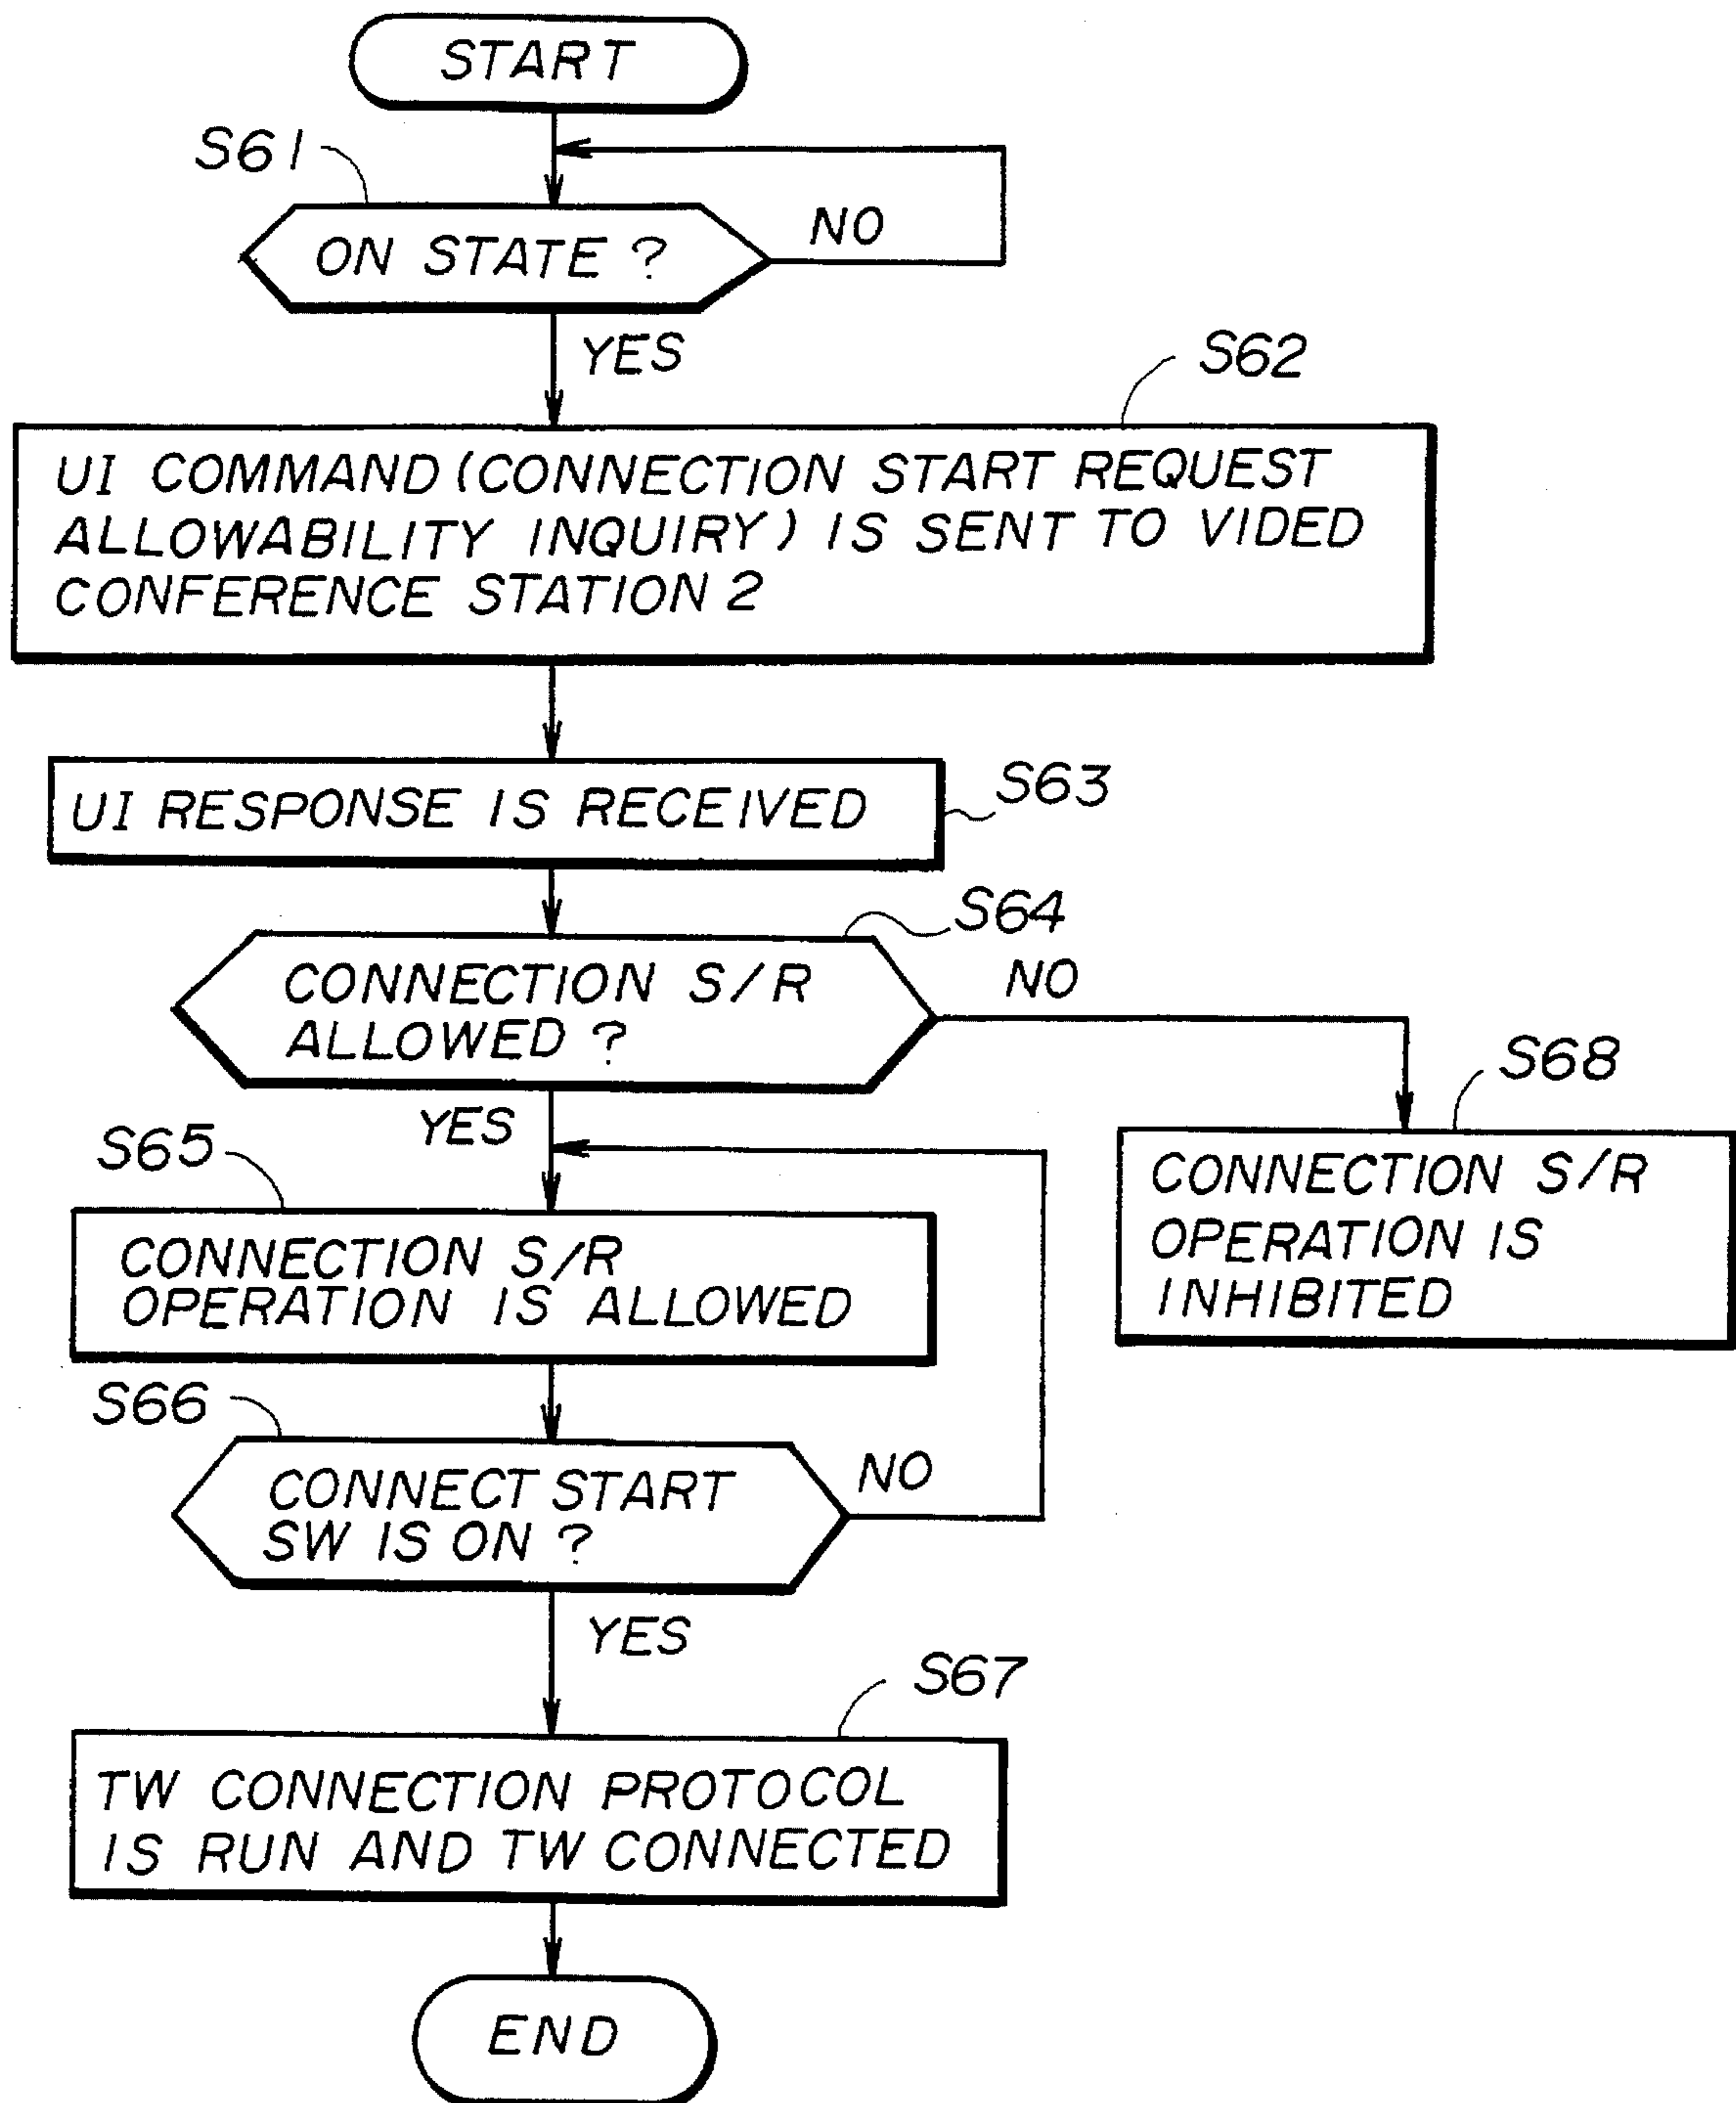 START
S61
ON STATE ?
NO
YES
S62
UI COMMAND (CONNECTION START REQUEST
ALLOWABILITY INQUIRY) IS SENT TO VIDED
CONFERENCE STATION 2
UI RESPONSE IS RECEIVED
S63
S64
CONNECTION S/R
ALLOWED ?
NO
YES
S68
CONNECTION S/R
OPERATION IS
INHIBITED
S65
CONNECTION S/R
OPERATION IS ALLOWED
S66
CONNECT START
SW IS ON ?
NO
YES
S67
TW CONNECTION PROTOCOL
IS RUN AND TW CONNECTED
END